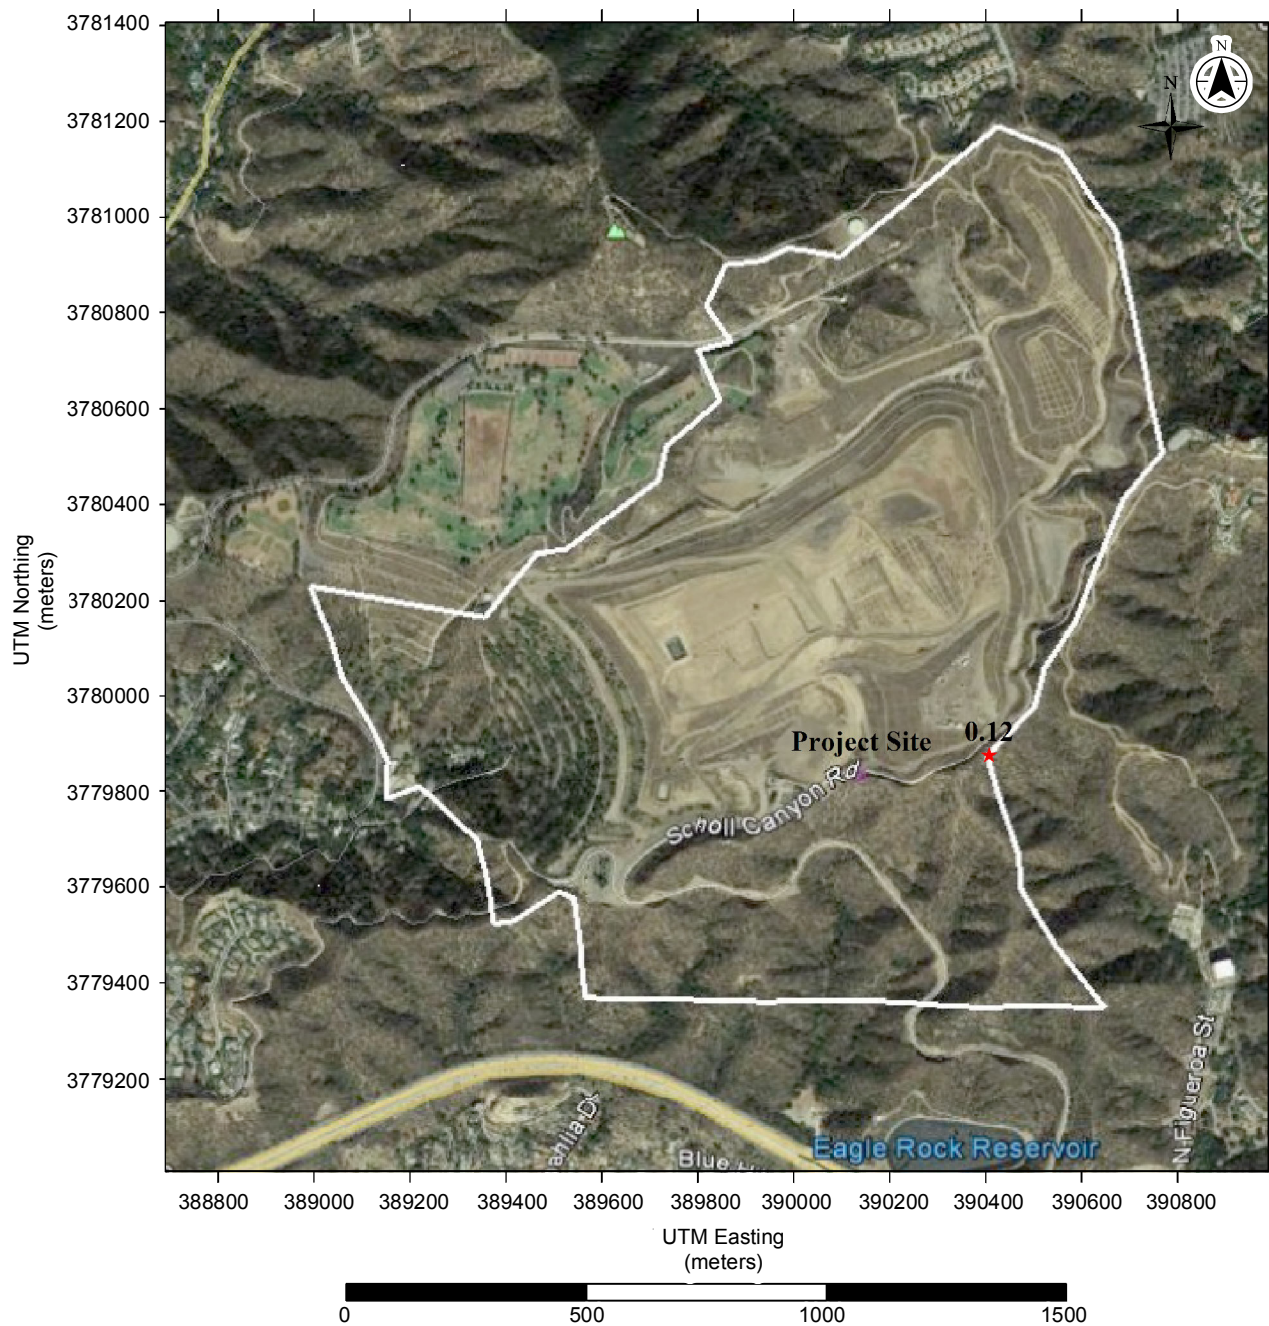 3781400
3781200
3781000
3780800
3780600
3780400
3780200
3780000
3779800
3779600
3779400
3779200
UTM Northing
(meters)
N
N
Project Site
0.12
Scholl Canyon Rd
N Figueroa St
Eagle Rock Reservoir
Blue
388800 389000 389200 389400 389600 389800 390000 390200 390400 390600 390800
UTM Easting
(meters)
0 500 1000 1500